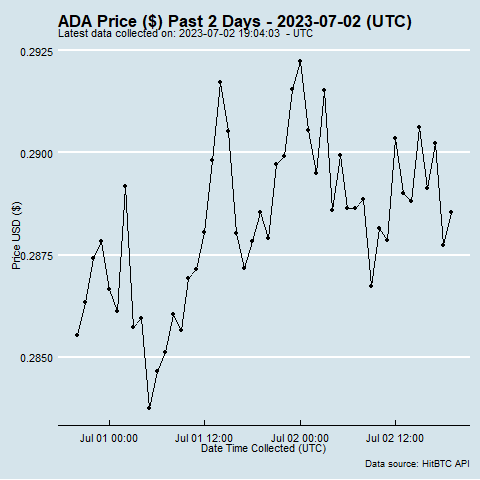 ADA Price ($) Past 2 Days - 2023-07-02 (UTC)
Latest data collected on: 2023-07-02 19:04:03 - UTC
0.2925
0.2900
0.2875
0.2850
Price USD ($)
Jul 01 00:00 Jul 01 12:00 Jul 02 00:00 Jul 02 12:00
Date Time Collected (UTC)
Data source: HitBTC API